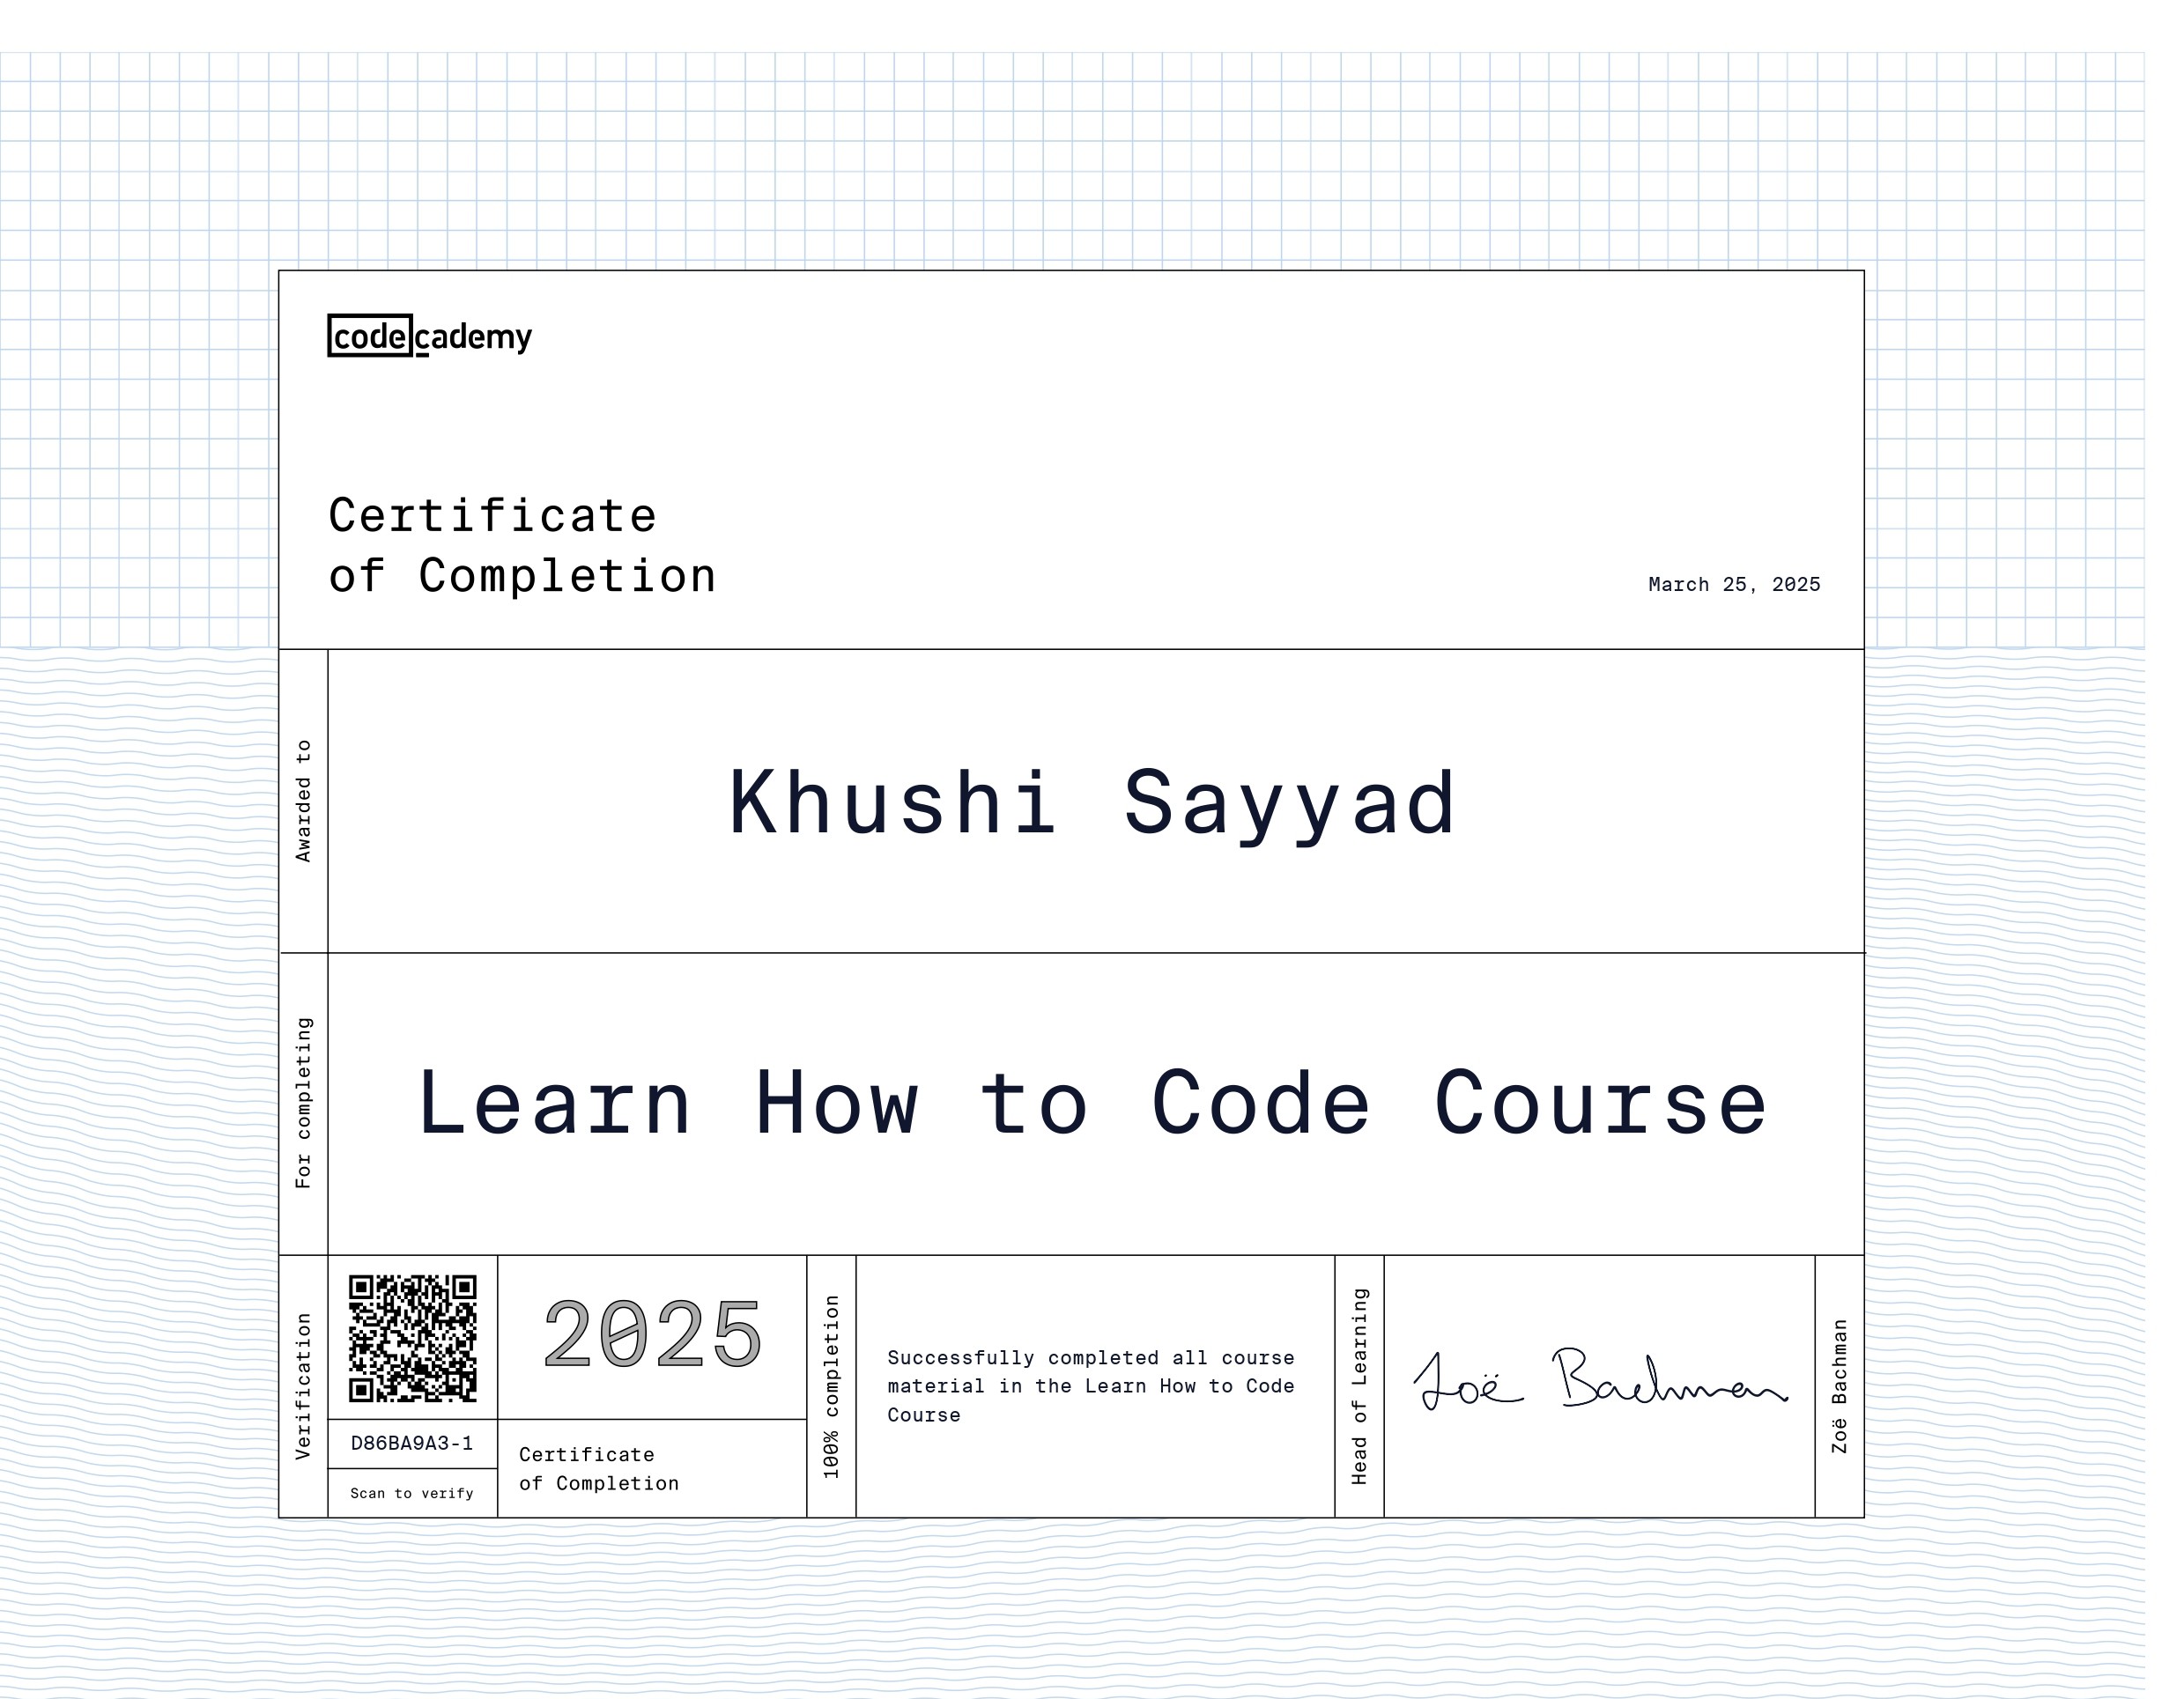 codecademy
Certificate
of Completion
March 25, 2025
Awarded to
Khushi Sayyad
For completing
Learn How to Code Course
Verification
D86BA9A3-1
Scan to verify
2025
Certificate
of Completion
100% completion
Successfully completed all course
material in the Learn How to Code
Course
Head of Learning
Zoë Bachman
Zoë Bachman